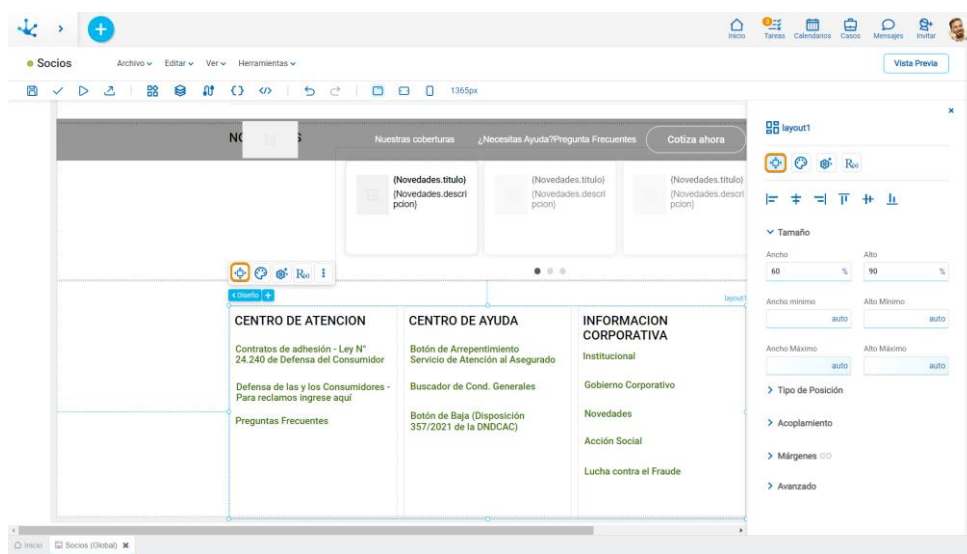 Inicio
Tareas
Calendarios
Casos
Mensajes
Invitar
Socios
Archivo
Editar
Ver
Herramientas
Vista Previa
1365px
Nuestras coberturas
¿Necesitas Ayuda?Pregunta Frecuentes
Cotiza ahora
{Novedades.titulo}
{Novedades.descri
pcion}
{Novedades.titulo}
{Novedades.descri
pcion}
{Novedades.titulo}
{Novedades.descri
pcion}
< Diseño
layout1
CENTRO DE ATENCION
Contratos de adhesión - Ley N°
24.240 de Defensa del Consumidor
Defensa de las y los Consumidores -
Para reclamos ingrese aquí
Preguntas Frecuentes
CENTRO DE AYUDA
Botón de Arrepentimiento
Servicio de Atención al Asegurado
Buscador de Cond. Generales
Botón de Baja (Disposición
357/2021 de la DNDCAC)
INFORMACION
CORPORATIVA
Institucional
Gobierno Corporativo
Novedades
Acción Social
Lucha contra el Fraude
layout1
Tamaño
Ancho
Alto
60 %
90 %
Ancho mínimo
Alto Mínimo
auto
auto
Ancho Máximo
Alto Máximo
auto
auto
Tipo de Posición
Acoplamiento
Márgenes
Avanzado
Inicio
Socios (Global)